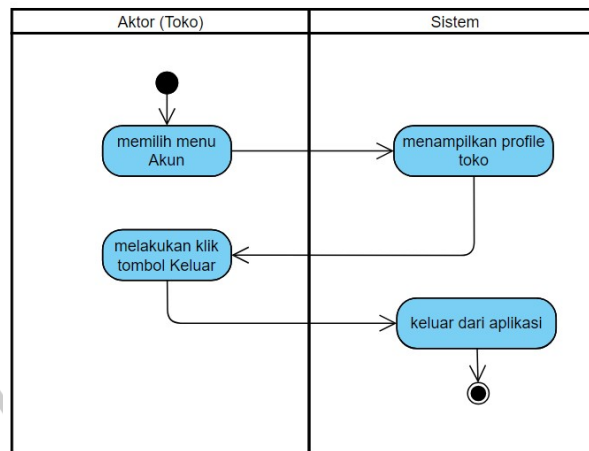 Aktor (Toko)
Sistem
memilih menu
Akun
menampilkan profile
toko
melakukan klik
tombol Keluar
keluar dari aplikasi